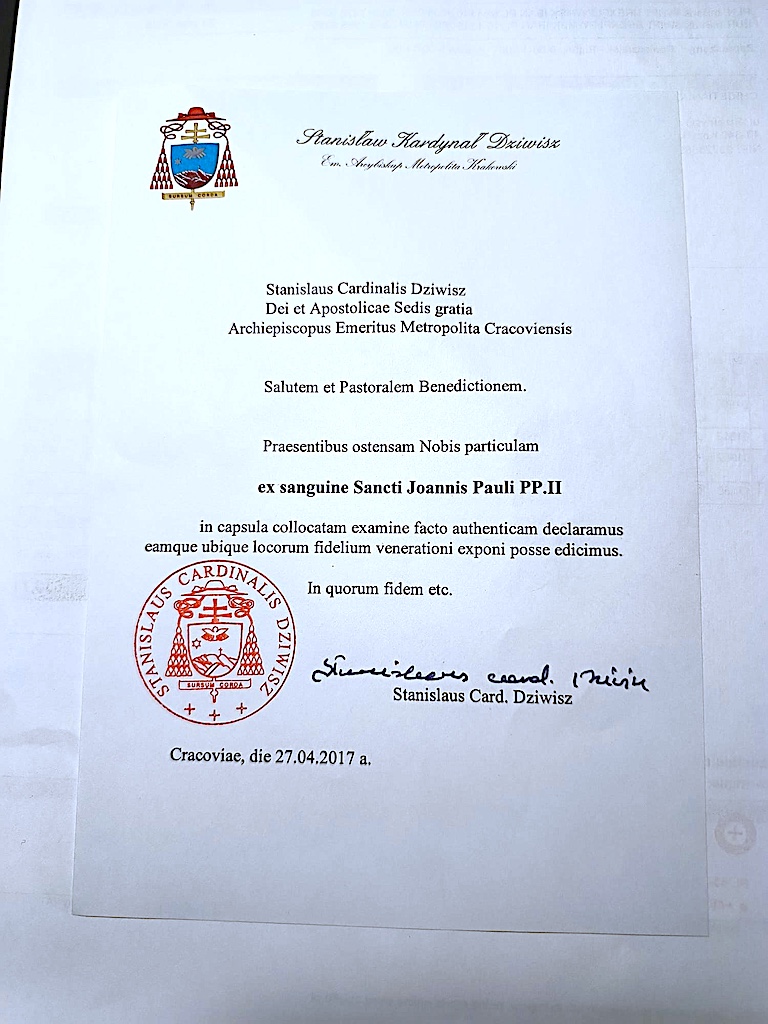 Stanisław Kardynał Dziwisz
Em. Arcybiskup Metropolita Krakowski
SURSUM CORDA
Stanislaus Cardinalis Dziwisz
Dei et Apostolicae Sedis gratia
Archiepiscopus Emeritus Metropolita Cracoviensis
Salutem et Pastoralem Benedictionem.
Praesentibus ostensam Nobis particulam
ex sanguine Sancti Joannis Pauli PP.II
in capsula collocatam examine facto authenticam declaramus
eamque ubique locorum fidelium venerationi exponi posse edicimus.
In quorum fidem etc.
STANISLAUS CARDINALIS DZIWISZ
SURSUM CORDA
Stanislaus Card. Dziwisz
Stanislaus Card. Dziwisz
Cracoviae, die 27.04.2017 a.